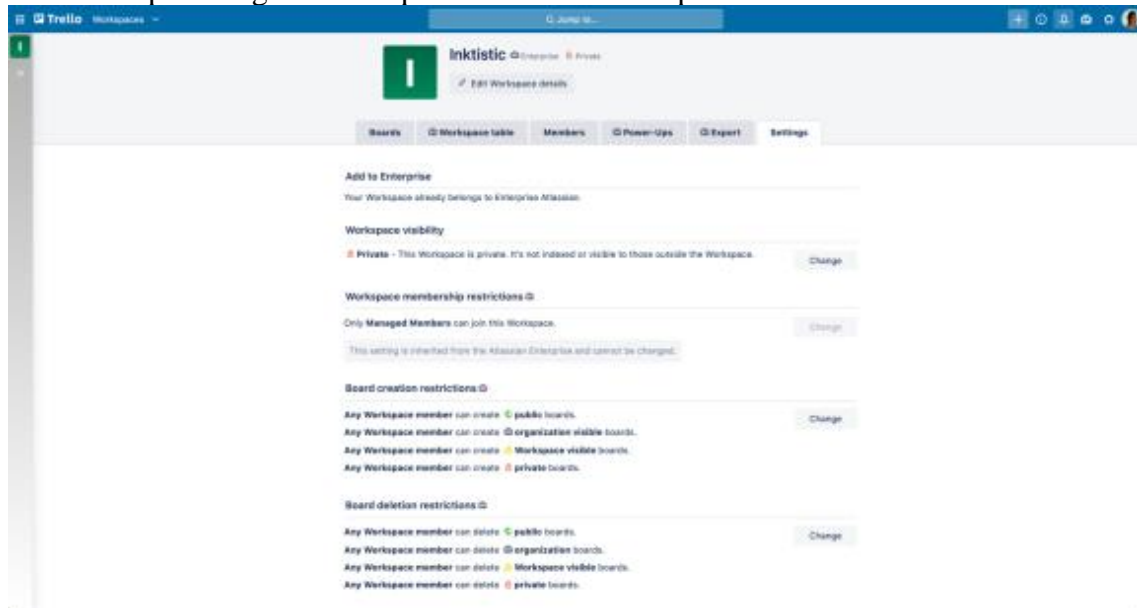 Trello Workspaces
Jump to...
Inktistic Enterprise Private
Edit Workspace details
Boards Workspace table Members Power-Ups Export Settings
Add to Enterprise
Your Workspace already belongs to Enterprise Atlassian.
Workspace visibility
Private - This Workspace is private. It's not indexed or visible to those outside the Workspace. Change
Workspace membership restrictions
Only Managed Members can join this Workspace. Change
This setting is inherited from the Atlassian Enterprise and cannot be changed.
Board creation restrictions
Any Workspace member can create public boards. Change
Any Workspace member can create organization visible boards.
Any Workspace member can create Workspace visible boards.
Any Workspace member can create private boards.
Board deletion restrictions
Any Workspace member can delete public boards. Change
Any Workspace member can delete organization boards.
Any Workspace member can delete Workspace visible boards.
Any Workspace member can delete private boards.